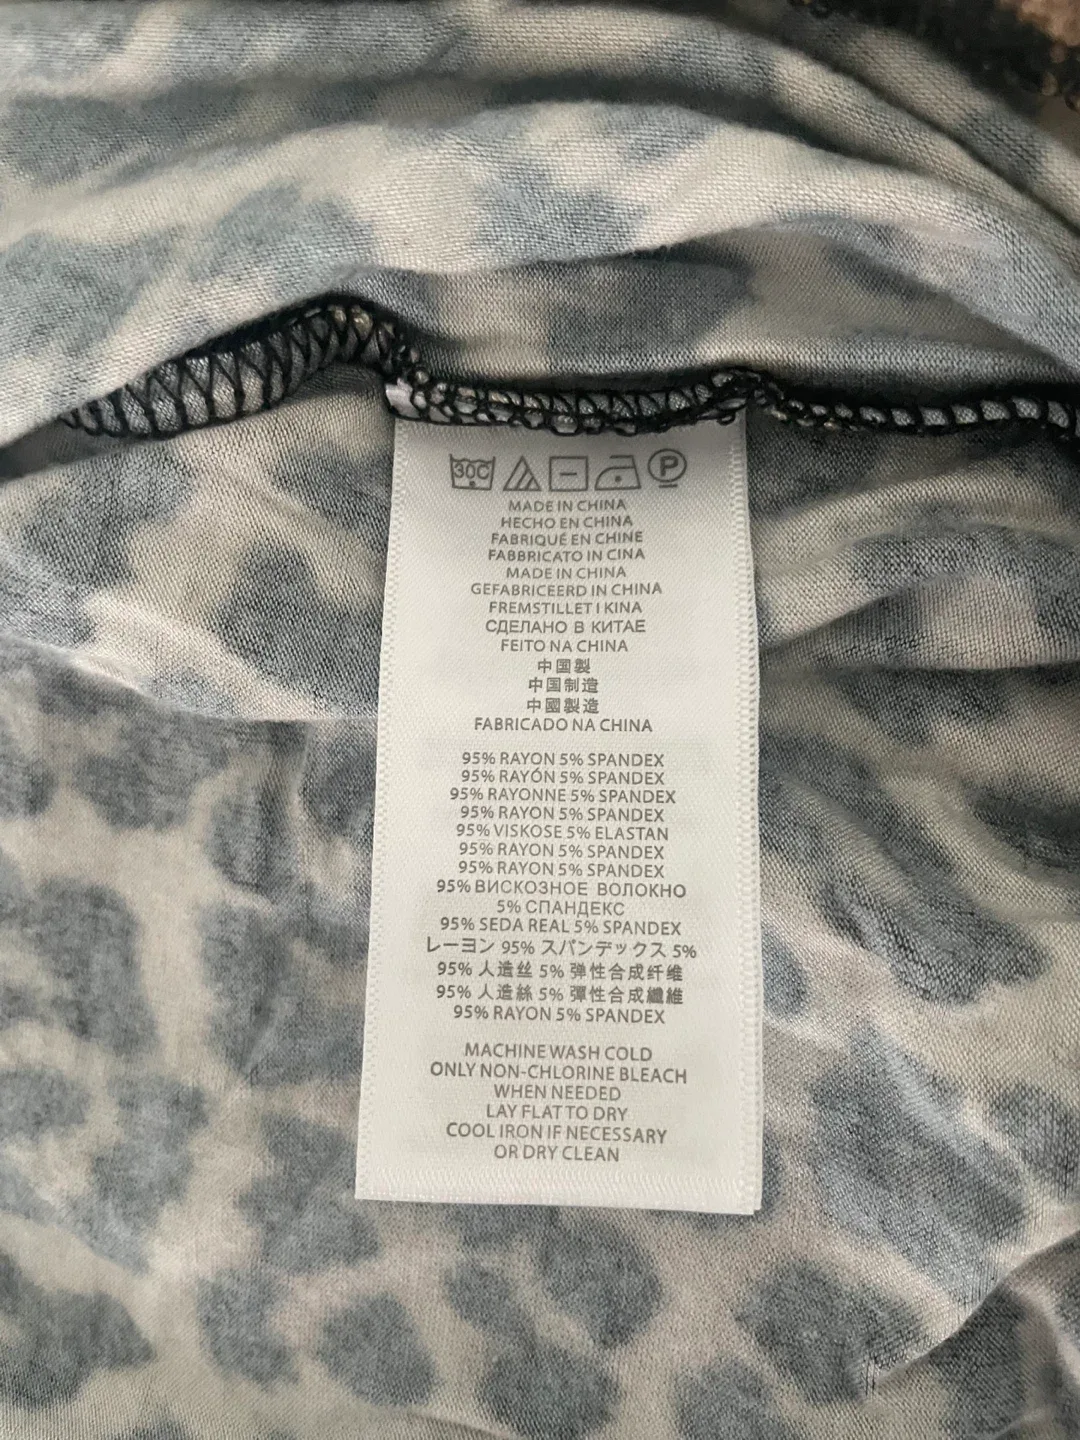 30C P
MADE IN CHINA
HECHO EN CHINA
FABRIQUÉ EN CHINE
FABBRICATO IN CINA
MADE IN CHINA
GEFABRICEERD IN CHINA
FREMSTILLET I KINA
СДЕЛАНО В КИТАЕ
FEITO NA CHINA
中国製
中国制造
中國製造
FABRICADO NA CHINA
95% RAYON 5% SPANDEX
95% RAYÓN 5% SPANDEX
95% RAYONNE 5% SPANDEX
95% RAYON 5% SPANDEX
95% VISKOSE 5% ELASTAN
95% RAYON 5% SPANDEX
95% RAYON 5% SPANDEX
95% ВИСКОЗНОЕ ВОЛОКНО
5% СПАНДЕКС
95% SEDA REAL 5% SPANDEX
レーヨン 95% スパンデックス 5%
95% 人造丝 5% 弹性合成纤维
95% 人造絲 5% 彈性合成纖維
95% RAYON 5% SPANDEX
MACHINE WASH COLD
ONLY NON-CHLORINE BLEACH
WHEN NEEDED
LAY FLAT TO DRY
COOL IRON IF NECESSARY
OR DRY CLEAN